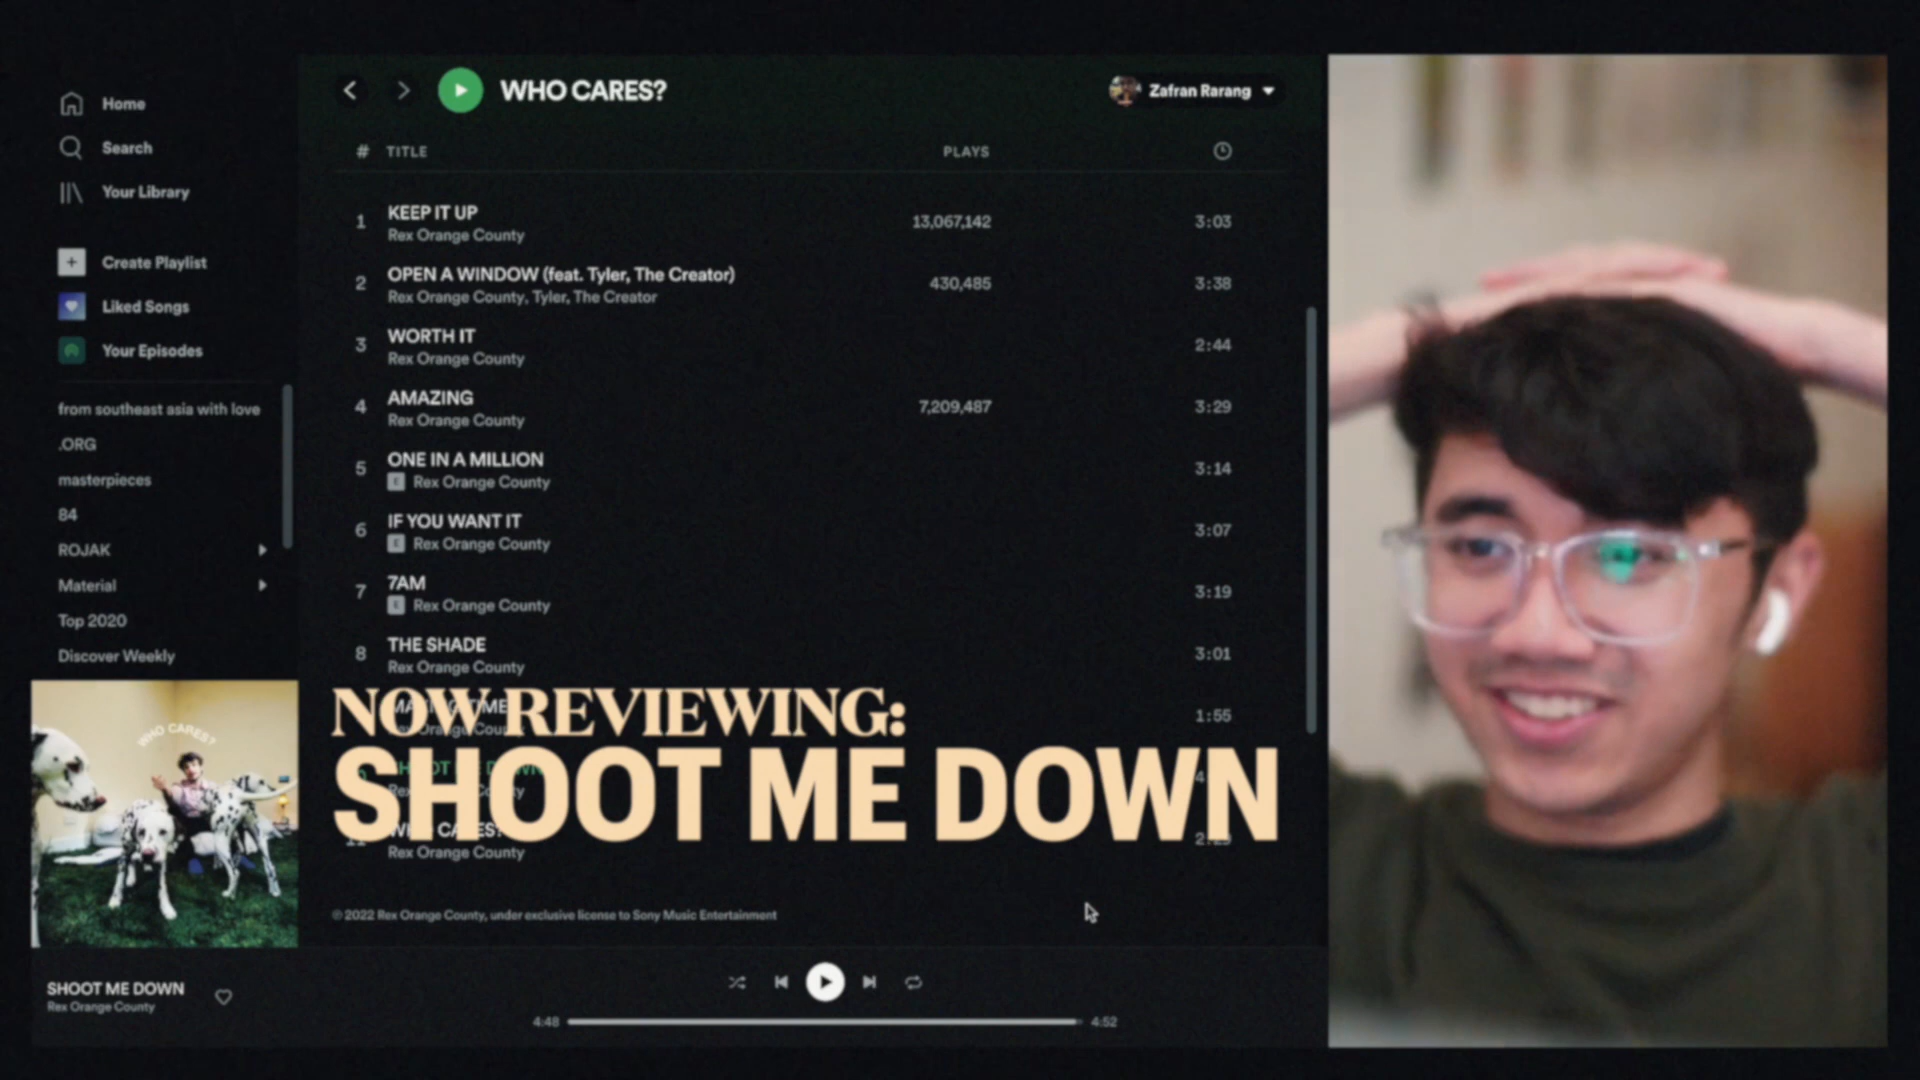 Home
Search
Your Library
Create Playlist
Liked Songs
Your Episodes
from southeast asia with love
.ORG
masterpieces
84
ROJAK
Material
Top 2020
Discover Weekly
WHO CARES?
SHOOT ME DOWN
Rex Orange County
WHO CARES?
Zafran Rarang
# TITLE PLAYS
1 KEEP IT UP 13,067,142 3:03
Rex Orange County
2 OPEN A WINDOW (feat. Tyler, The Creator) 430,485 3:38
Rex Orange County, Tyler, The Creator
3 WORTH IT 2:44
Rex Orange County
4 AMAZING 7,209,487 3:29
Rex Orange County
5 ONE IN A MILLION 3:14
E Rex Orange County
6 IF YOU WANT IT 3:07
E Rex Orange County
7 7AM 3:19
E Rex Orange County
8 THE SHADE 3:01
Rex Orange County
1:55
NOW REVIEWING:
SHOOT ME DOWN
Rex Orange County
℗ 2022 Rex Orange County, under exclusive license to Sony Music Entertainment
4:48 4:52